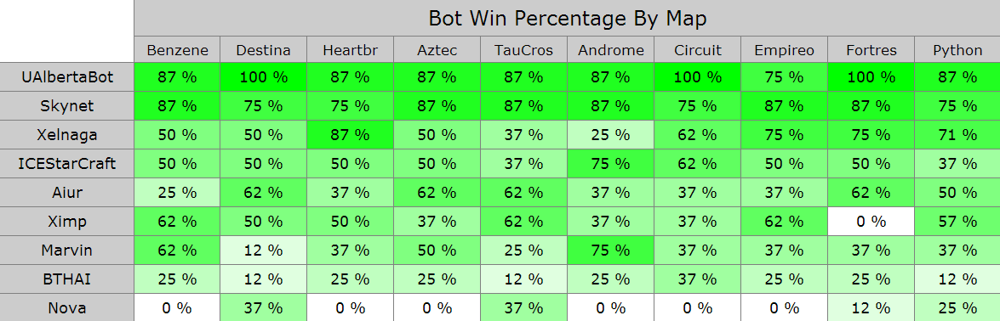 Bot Win Percentage By Map
Benzene Destina Heartbr Aztec TauCros Androme Circuit Empireo Fortres Python
UAlbertaBot 87 % 100 % 87 % 87 % 87 % 87 % 100 % 75 % 100 % 87 %
Skynet 87 % 75 % 75 % 87 % 87 % 87 % 75 % 87 % 87 % 75 %
Xelnaga 50 % 50 % 87 % 50 % 37 % 25 % 62 % 75 % 75 % 71 %
ICEStarCraft 50 % 50 % 50 % 50 % 37 % 75 % 62 % 50 % 50 % 37 %
Aiur 25 % 62 % 37 % 62 % 62 % 37 % 37 % 37 % 62 % 50 %
Ximp 62 % 50 % 50 % 37 % 62 % 37 % 37 % 62 % 0 % 57 %
Marvin 62 % 12 % 37 % 50 % 25 % 75 % 37 % 37 % 37 % 37 %
BTHAI 25 % 12 % 25 % 25 % 12 % 25 % 37 % 25 % 25 % 12 %
Nova 0 % 37 % 0 % 0 % 37 % 0 % 0 % 0 % 12 % 25 %